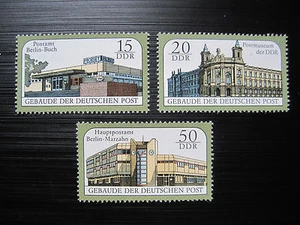 Postamt
Berlin-Buch
15
DDR
GEBÄUDE DER DEUTSCHEN POST
20
DDR
Postmuseum
der DDR
GEBÄUDE DER DEUTSCHEN POST
Hauptpostamt
Berlin-Marzahn
50
DDR
GEBÄUDE DER DEUTSCHEN POST